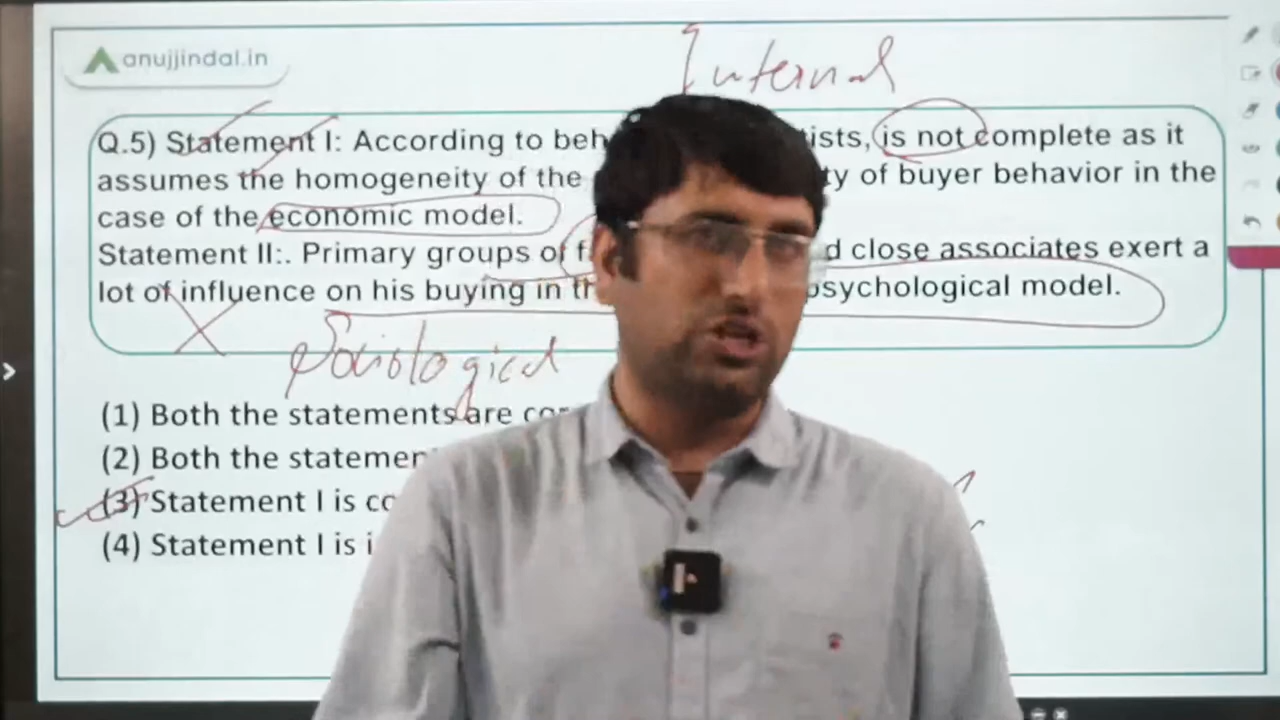 anujjindal.in
Internal
Q.5) Statement I: According to beh ists, is not complete as it
assumes the homogeneity of the ty of buyer behavior in the
case of the economic model.
Statement II:. Primary groups of f d close associates exert a
lot of influence on his buying in th psychological model.
Sociological
(1) Both the statements are cor
(2) Both the statemen
(3) Statement I is co
(4) Statement I is i